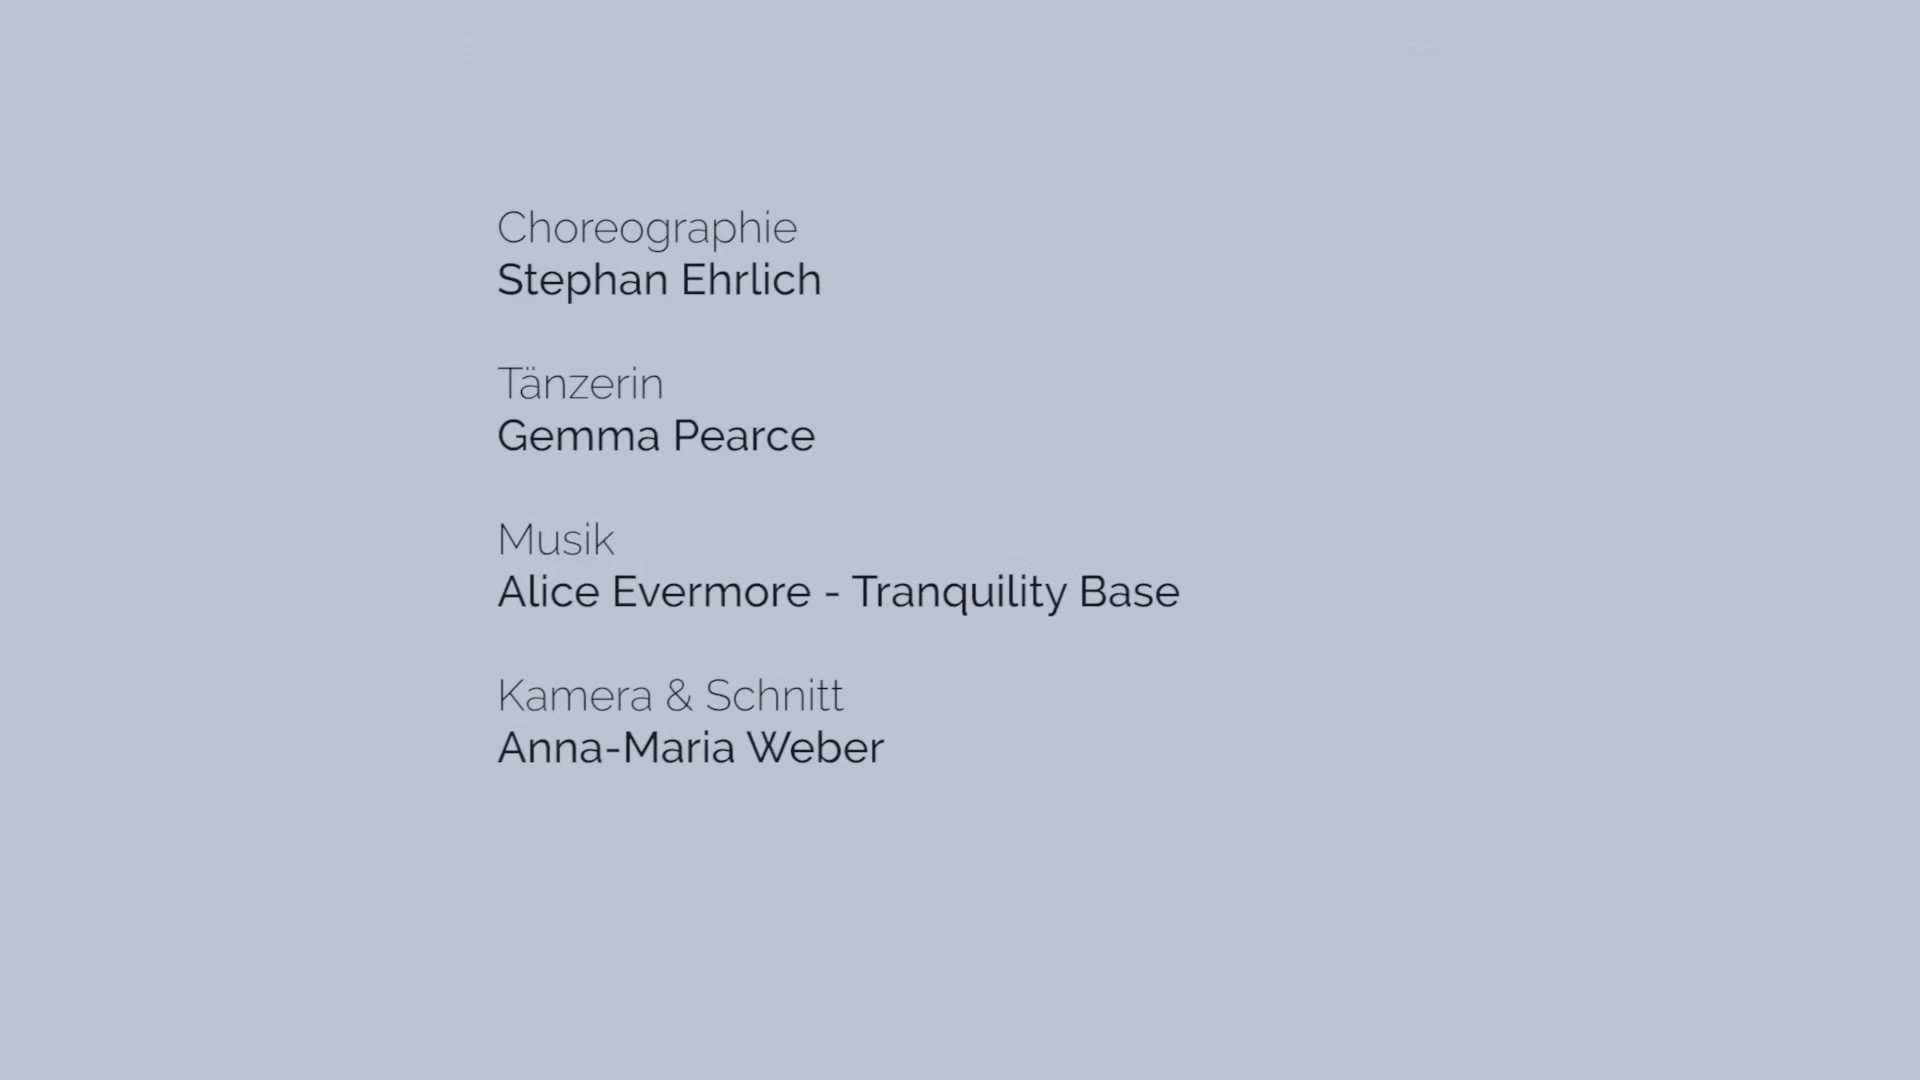 Choreographie
Stephan Ehrlich
Tänzerin
Gemma Pearce
Musik
Alice Evermore - Tranquility Base
Kamera & Schnitt
Anna-Maria Weber